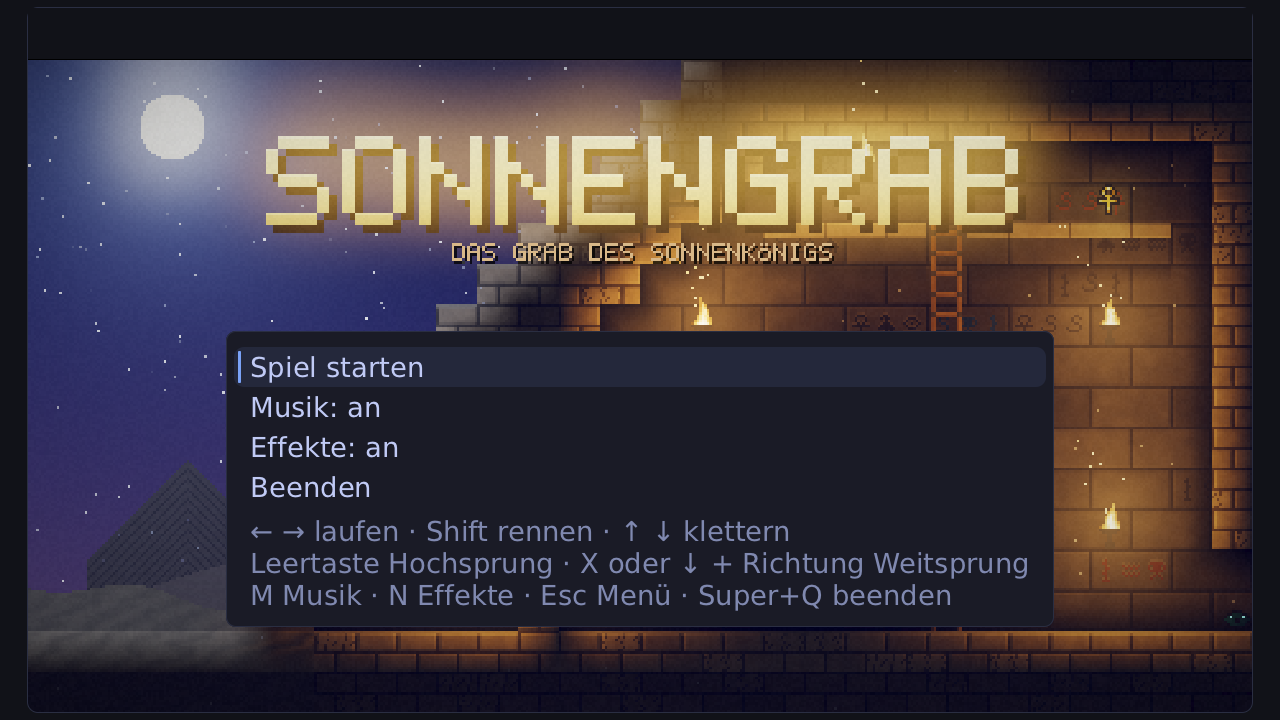 SONNENGRAB
DAS GRAB DES SONNENKÖNIGS
Spiel starten
Musik: an
Effekte: an
Beenden
← → laufen · Shift rennen · ↑ ↓ klettern
Leertaste Hochsprung · X oder ↓ + Richtung Weitsprung
M Musik · N Effekte · Esc Menü · Super+Q beenden